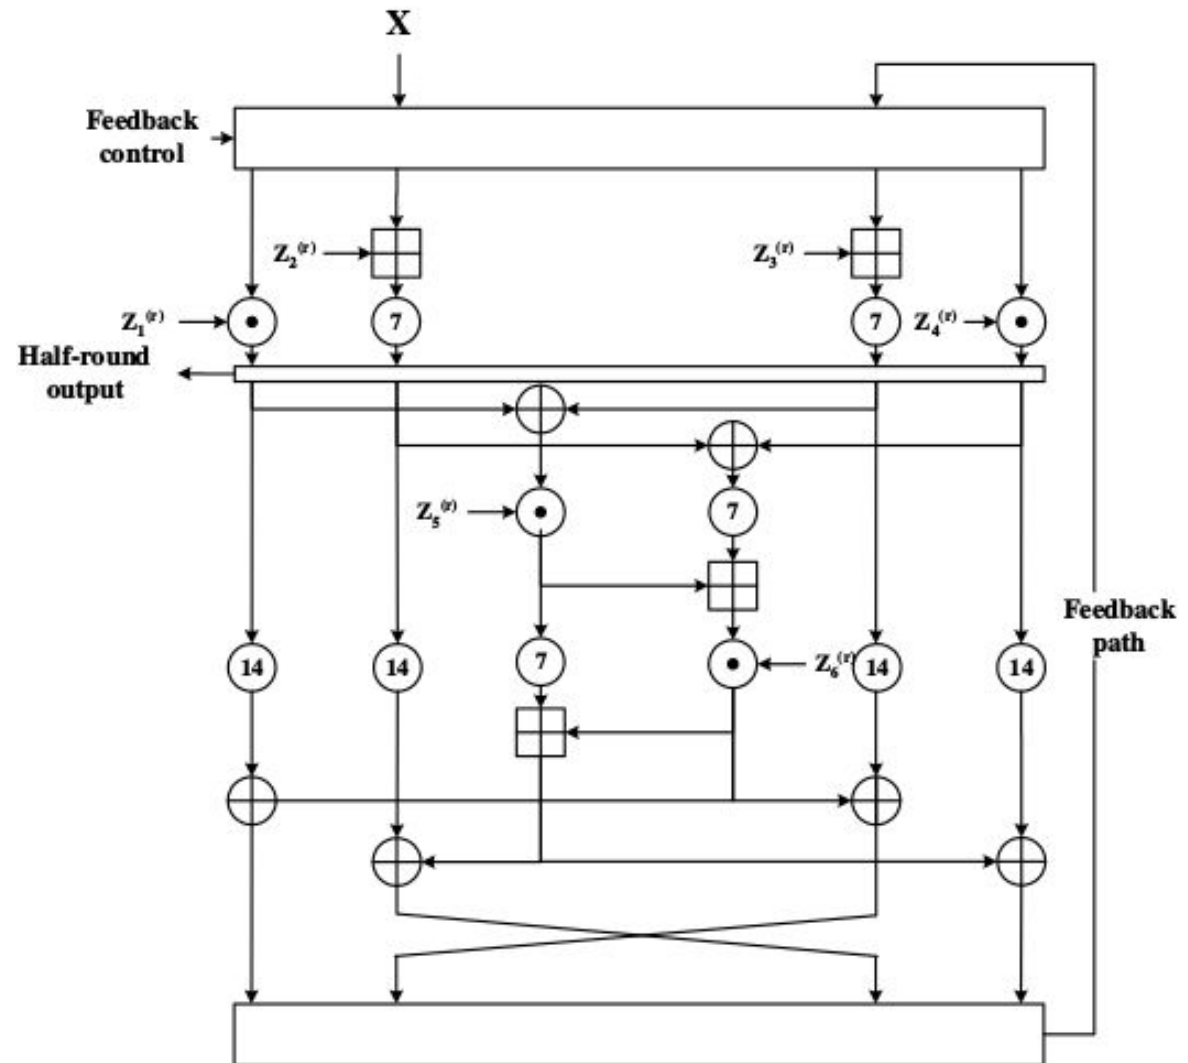 X
Feedback
control
Z₂⁽ʳ⁾
Z₃⁽ʳ⁾
Z₁⁽ʳ⁾
7
7
Z₄⁽ʳ⁾
Half-round
output
Z₅⁽ʳ⁾
7
Feedback
path
14
14
7
Z₆⁽ʳ⁾
14
14